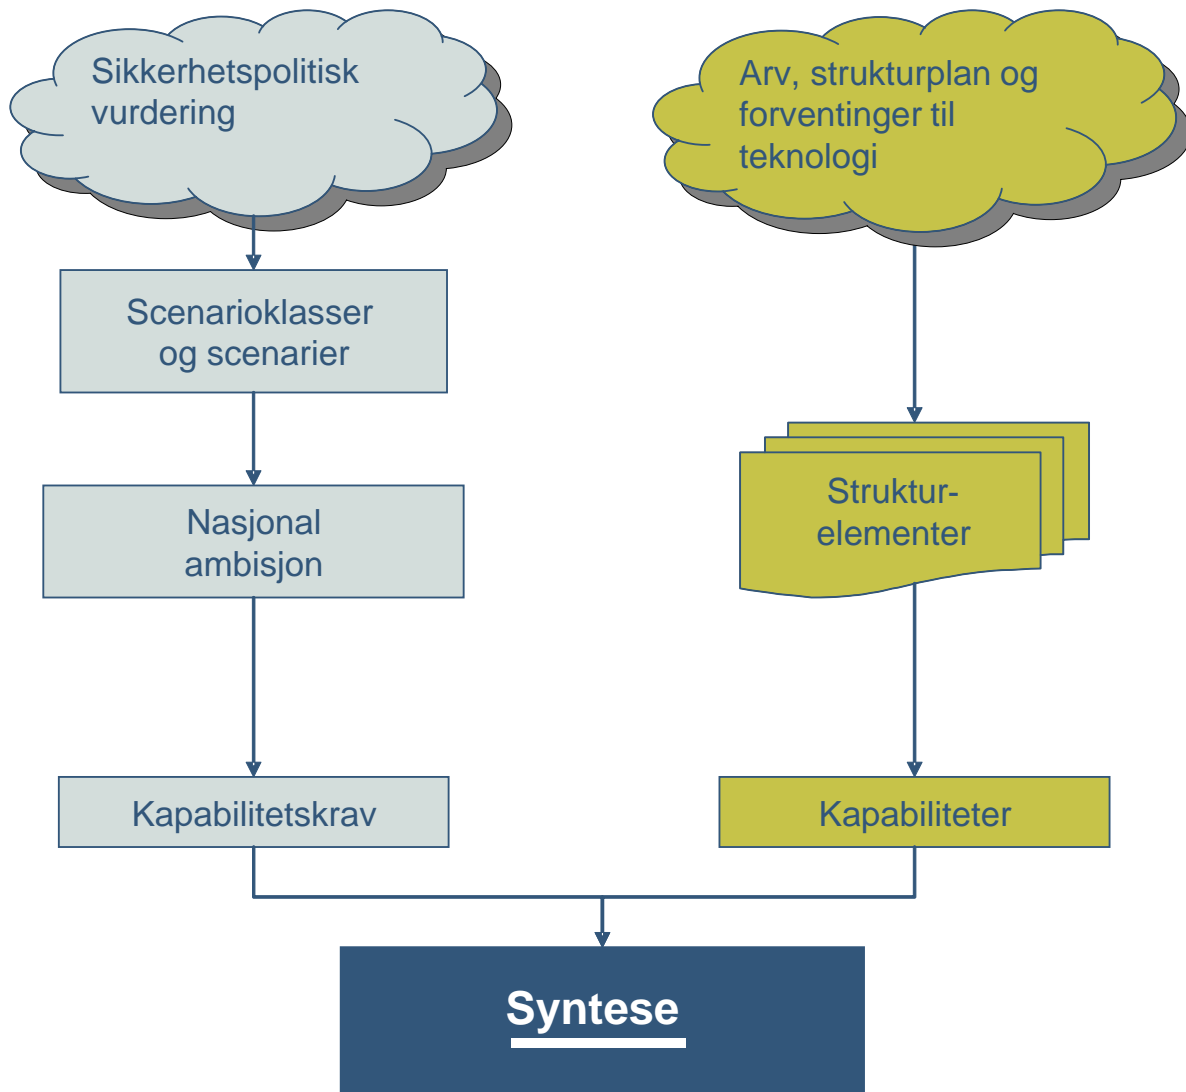 Sikkerhetspolitisk
vurdering
Arv, strukturplan og
forventinger til
teknologi
Scenarioklasser
og scenarier
Nasjonal
ambisjon
Struktur-
elementer
Kapabilitetskrav
Kapabiliteter
Syntese